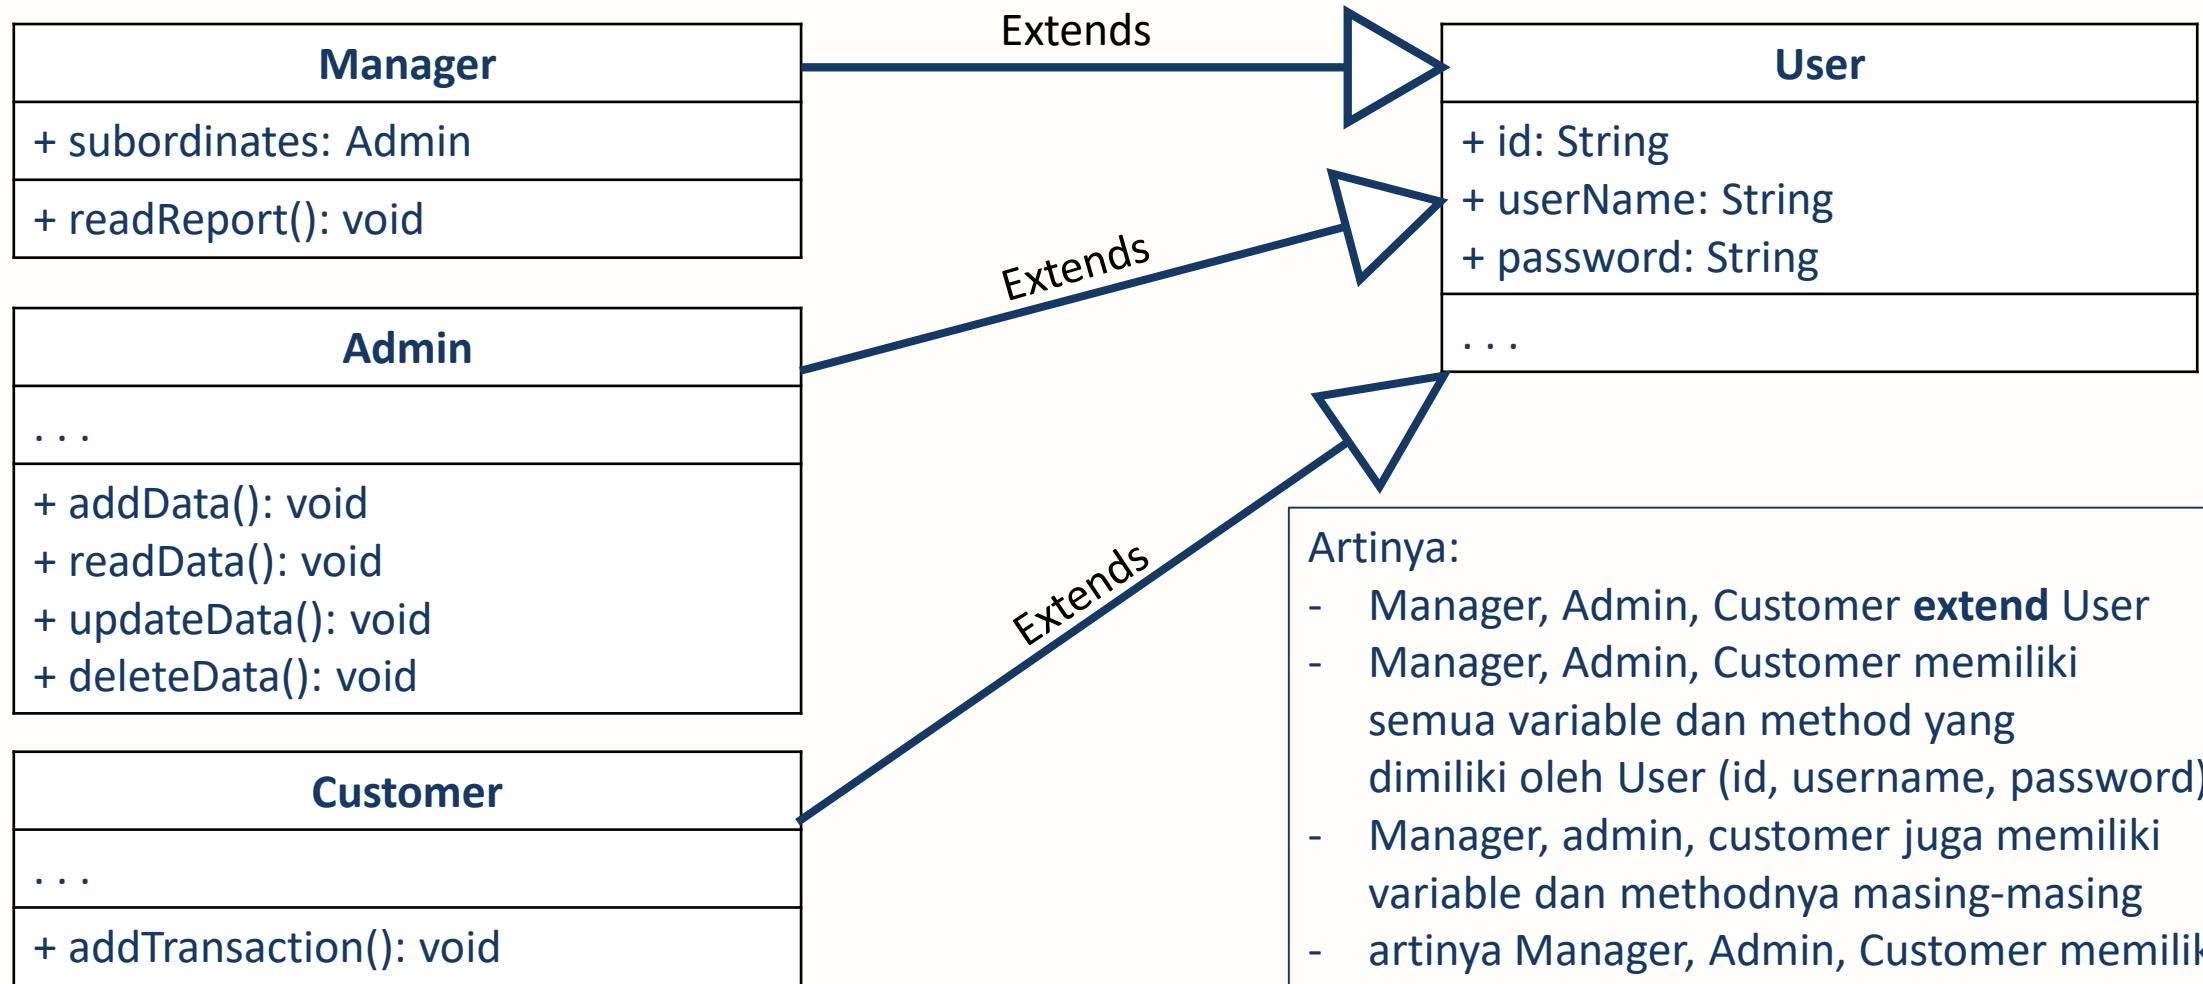 Manager
+ subordinates: Admin
+ readReport(): void
Extends
User
+ id: String
+ userName: String
+ password: String
. . .
Extends
Admin
. . .
+ addData(): void
+ readData(): void
+ updateData(): void
+ deleteData(): void
Extends
Customer
. . .
+ addTransaction(): void
Artinya:
- Manager, Admin, Customer extend User
- Manager, Admin, Customer memiliki
semua variable dan method yang
dimiliki oleh User (id, username, password)
- Manager, admin, customer juga memiliki
variable dan methodnya masing-masing
- artinya Manager, Admin, Customer